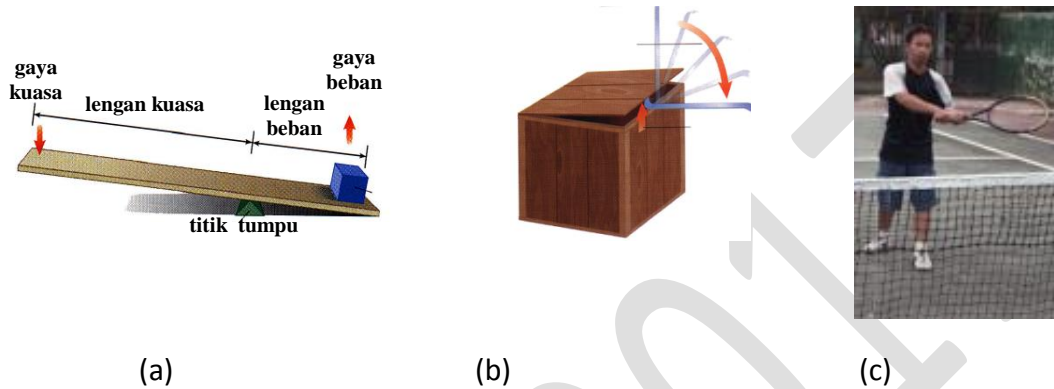 gaya
kuasa
lengan kuasa
lengan
beban
gaya
beban
titik tumpu
(a)
(b)
(c)